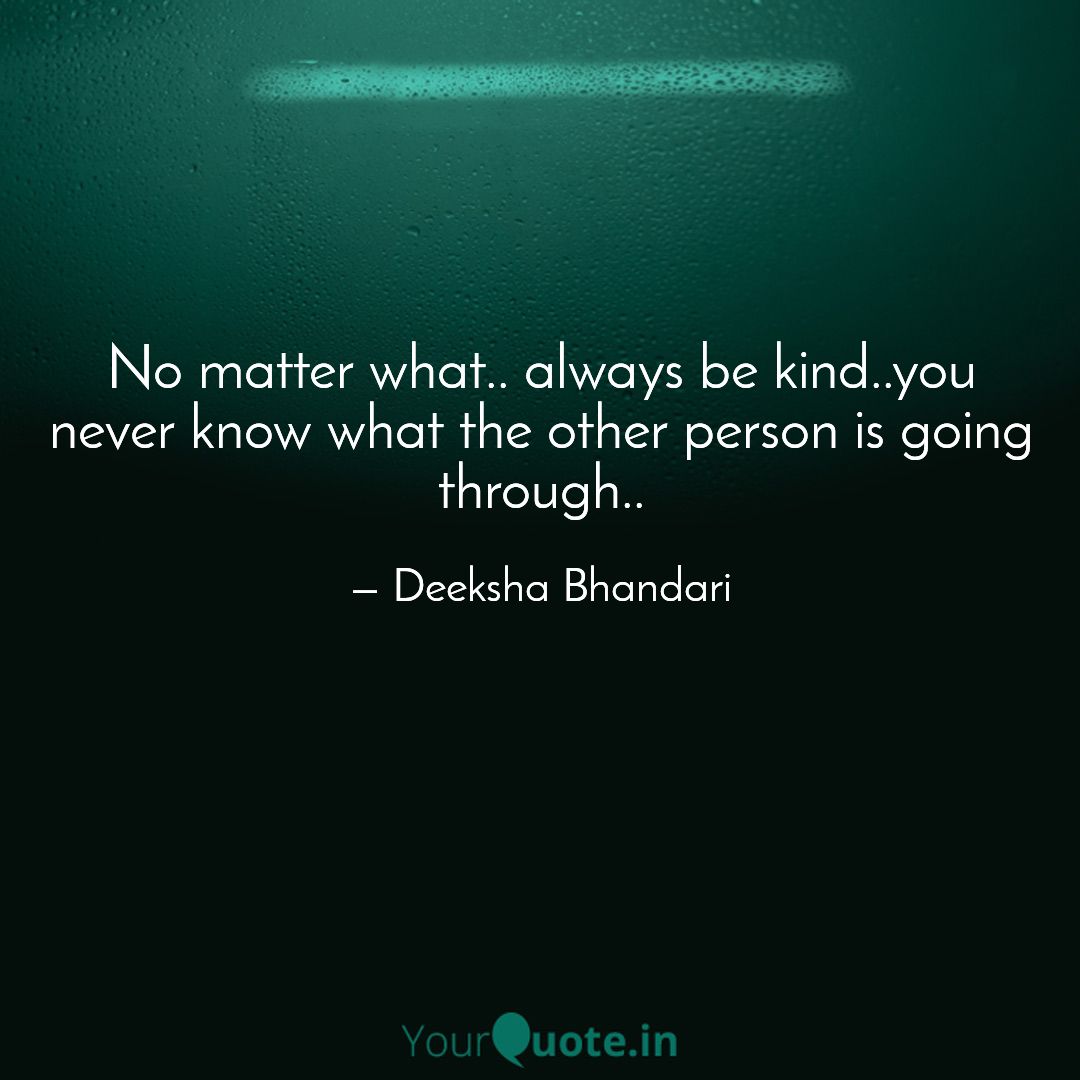 No matter what.. always be kind..you
never know what the other person is going
through..
— Deeksha Bhandari
YourQuote.in